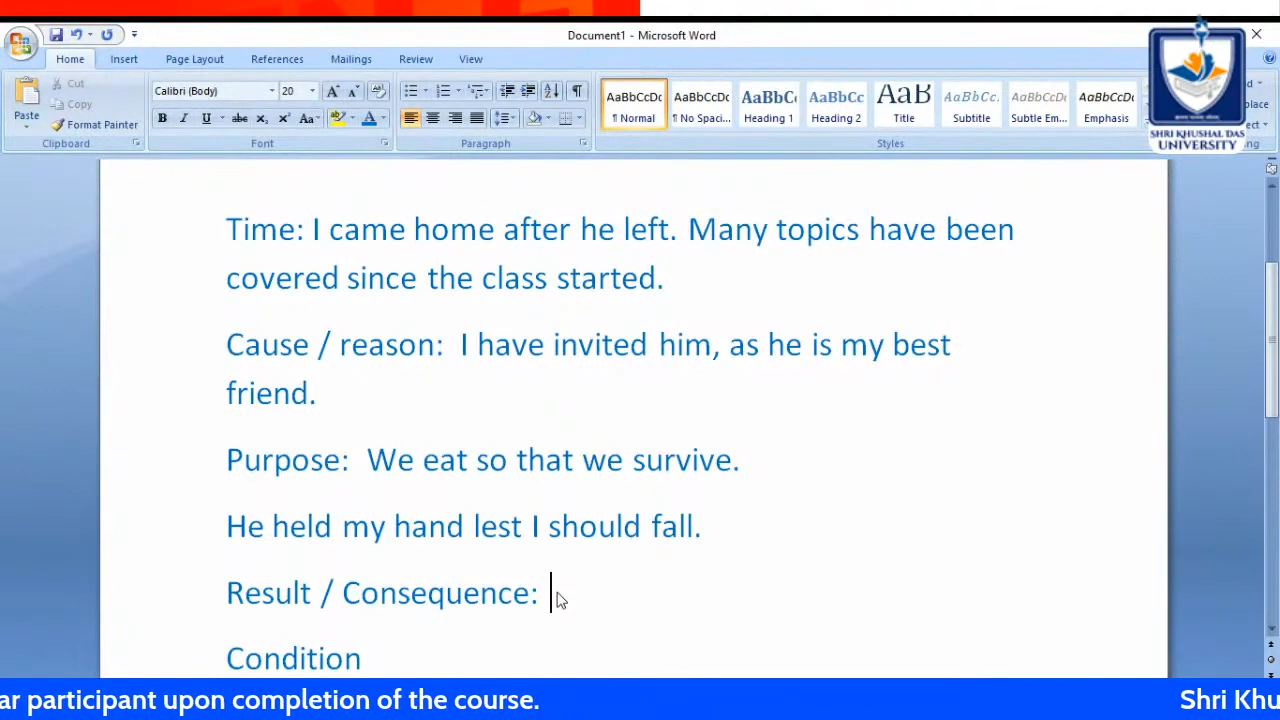 Document1 - Microsoft Word
Home Insert Page Layout References Mailings Review View
Paste
Cut
Copy
Format Painter
Clipboard
Calibri (Body) 20
B I U abc x₂ x² Aa
Font
Paragraph
AaBbCcDc AaBbCcDc AaBbC AaBbCc AaB AaBbCc. AaBbCcDc AaBbCcDc
¶ Normal ¶ No Spaci... Heading 1 Heading 2 Title Subtitle Subtle Em... Emphasis
Styles
SHRI KHUSHAL DAS
UNIVERSITY
Time: I came home after he left. Many topics have been
covered since the class started.
Cause / reason: I have invited him, as he is my best
friend.
Purpose: We eat so that we survive.
He held my hand lest I should fall.
Result / Consequence:
Condition
ar participant upon completion of the course. Shri Khu